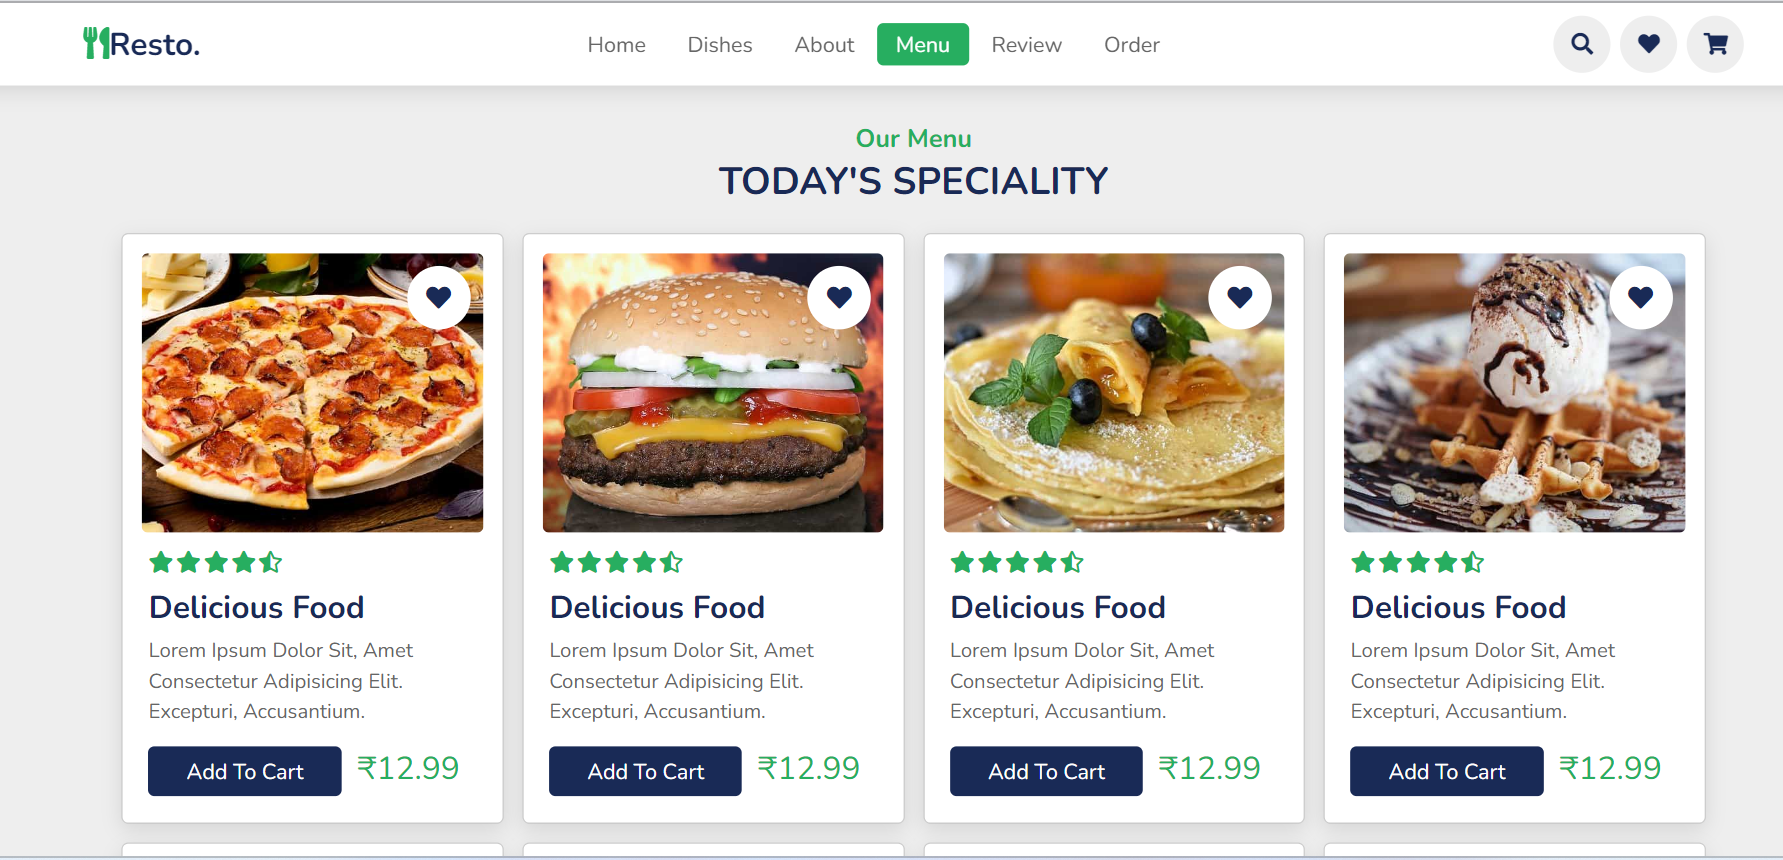 Resto.
Home Dishes About Menu Review Order
Our Menu
TODAY'S SPECIALITY
Delicious Food
Lorem Ipsum Dolor Sit, Amet
Consectetur Adipisicing Elit.
Excepturi, Accusantium.
Add To Cart ₹12.99
Delicious Food
Lorem Ipsum Dolor Sit, Amet
Consectetur Adipisicing Elit.
Excepturi, Accusantium.
Add To Cart ₹12.99
Delicious Food
Lorem Ipsum Dolor Sit, Amet
Consectetur Adipisicing Elit.
Excepturi, Accusantium.
Add To Cart ₹12.99
Delicious Food
Lorem Ipsum Dolor Sit, Amet
Consectetur Adipisicing Elit.
Excepturi, Accusantium.
Add To Cart ₹12.99